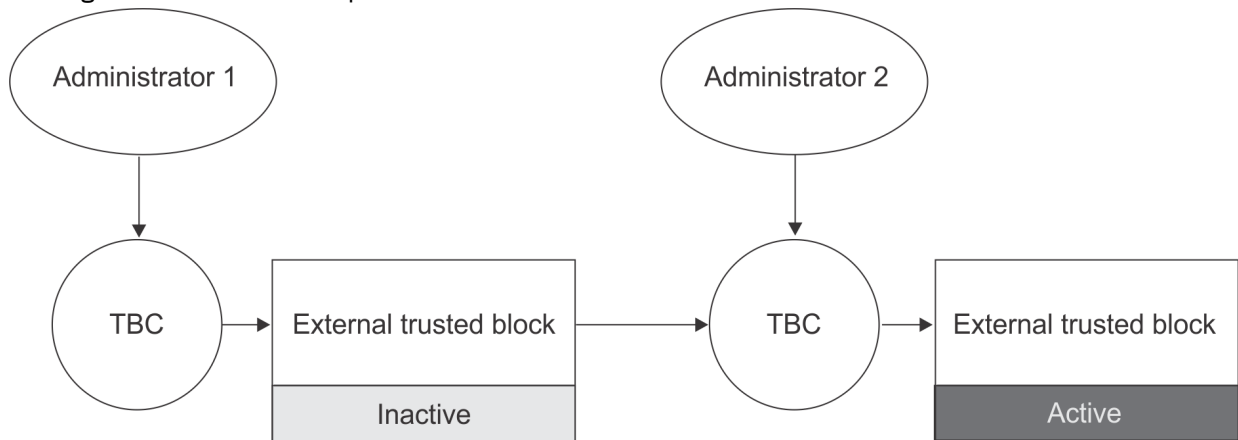 Administrator 1
Administrator 2
TBC
External trusted block
TBC
External trusted block
Inactive
Active